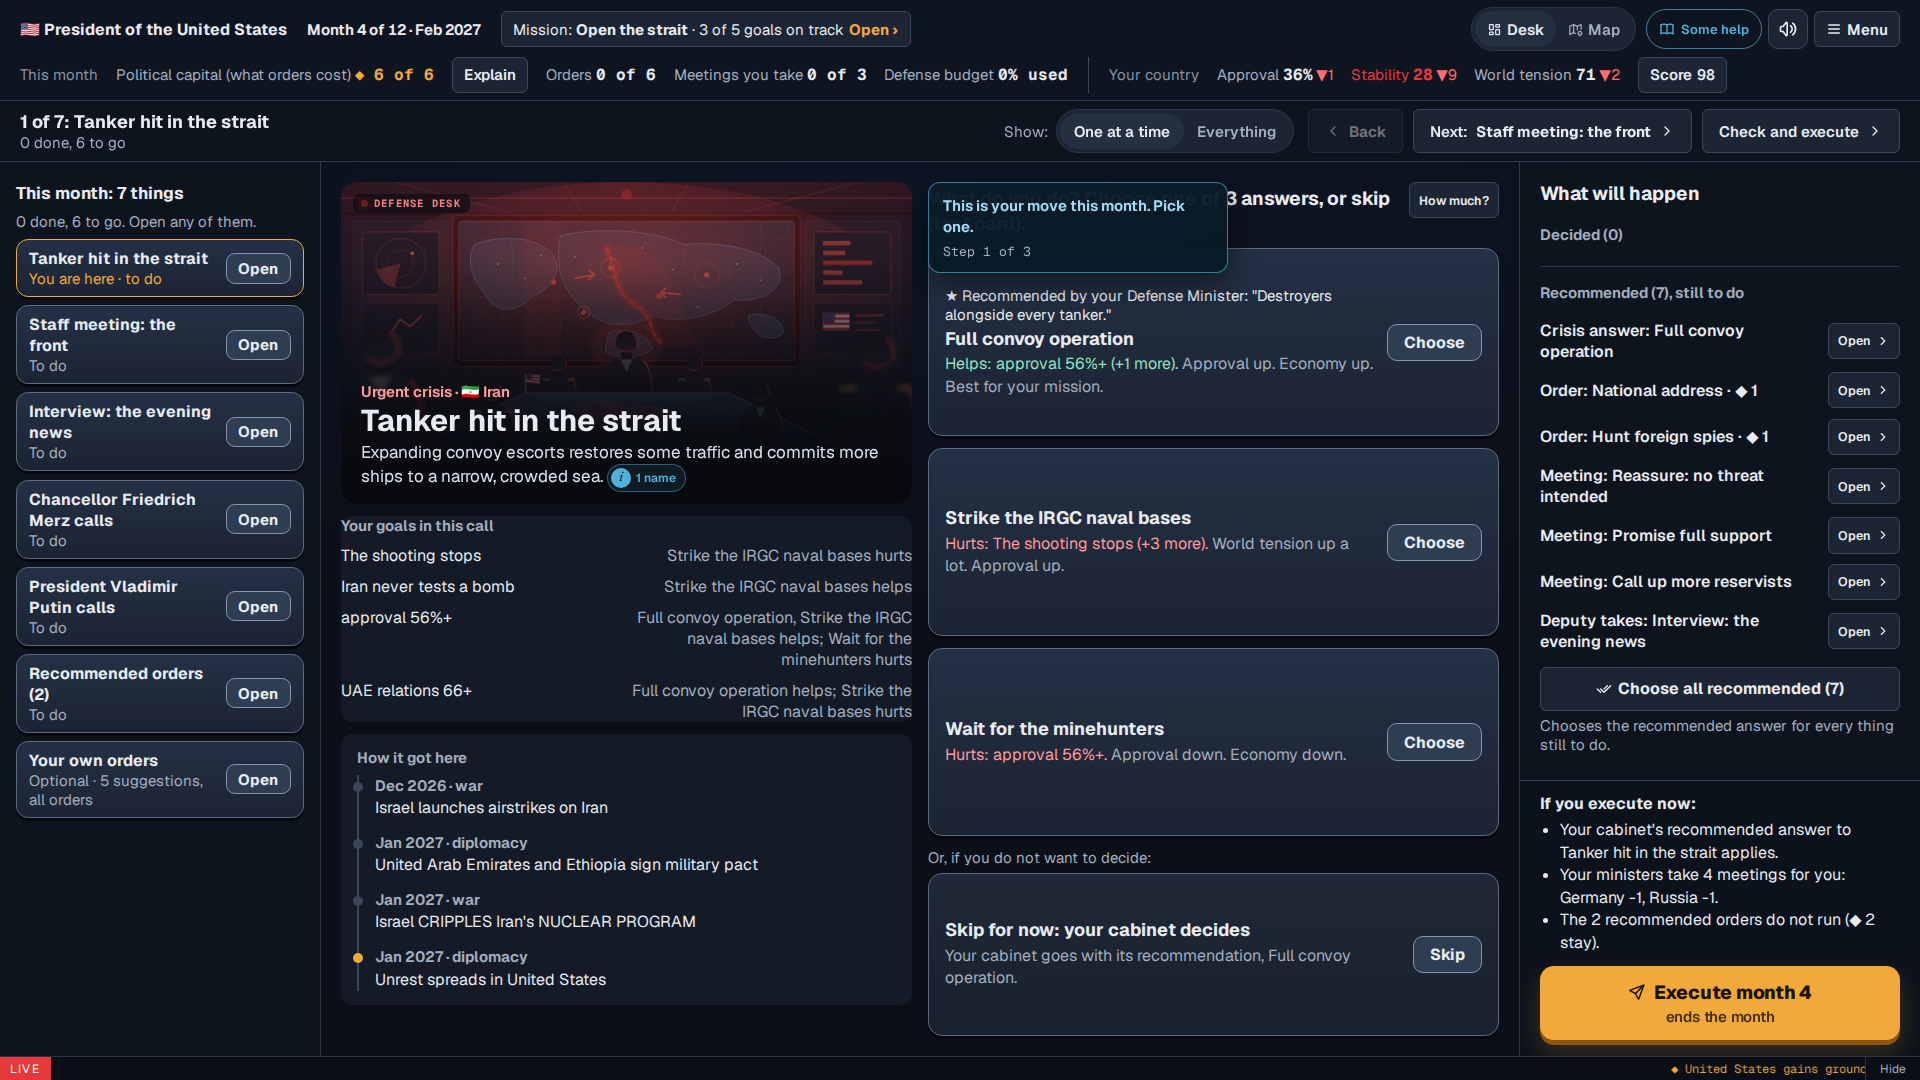 🇺🇸 President of the United States
Month 4 of 12 · Feb 2027
Mission: Open the strait · 3 of 5 goals on track Open ›
Desk
Map
Some help
Menu
This month
Political capital (what orders cost) ◆ 6 of 6
Explain
Orders 0 of 6
Meetings you take 0 of 3
Defense budget 0% used
Your country
Approval 36% ▼1
Stability 28 ▼9
World tension 71 ▼2
Score 98
1 of 7: Tanker hit in the strait
0 done, 6 to go
Show:
One at a time
Everything
Back
Next: Staff meeting: the front
Check and execute
This month: 7 things
0 done, 6 to go. Open any of them.
Tanker hit in the strait
You are here · to do
Open
Staff meeting: the
front
To do
Open
Interview: the evening
news
To do
Open
Chancellor Friedrich
Merz calls
To do
Open
President Vladimir
Putin calls
To do
Open
Recommended orders
(2)
To do
Open
Your own orders
Optional · 5 suggestions,
all orders
Open
DEFENSE DESK
Urgent crisis · 🇮🇷 Iran
Tanker hit in the strait
Expanding convoy escorts restores some traffic and commits more
ships to a narrow, crowded sea. i 1 name
Your goals in this call
The shooting stops
Strike the IRGC naval bases hurts
Iran never tests a bomb
Strike the IRGC naval bases helps
approval 56%+
Full convoy operation, Strike the IRGC
naval bases helps; Wait for the
minehunters hurts
UAE relations 66+
Full convoy operation helps; Strike the
IRGC naval bases hurts
How it got here
Dec 2026 · war
Israel launches airstrikes on Iran
Jan 2027 · diplomacy
United Arab Emirates and Ethiopia sign military pact
Jan 2027 · war
Israel CRIPPLES Iran's NUCLEAR PROGRAM
Jan 2027 · diplomacy
Unrest spreads in United States
This is your move this month. Pick
one.
Step 1 of 3
3 answers, or skip
How much?
★ Recommended by your Defense Minister: "Destroyers
alongside every tanker."
Full convoy operation
Helps: approval 56%+ (+1 more). Approval up. Economy up.
Best for your mission.
Choose
Strike the IRGC naval bases
Hurts: The shooting stops (+3 more). World tension up a
lot. Approval up.
Choose
Wait for the minehunters
Hurts: approval 56%+. Approval down. Economy down.
Choose
Or, if you do not want to decide:
Skip for now: your cabinet decides
Your cabinet goes with its recommendation, Full convoy
operation.
Skip
What will happen
Decided (0)
Recommended (7), still to do
Crisis answer: Full convoy
operation
Open
Order: National address · ◆ 1
Open
Order: Hunt foreign spies · ◆ 1
Open
Meeting: Reassure: no threat
intended
Open
Meeting: Promise full support
Open
Meeting: Call up more reservists
Open
Deputy takes: Interview: the
evening news
Open
Choose all recommended (7)
Chooses the recommended answer for every thing
still to do.
If you execute now:
• Your cabinet's recommended answer to
Tanker hit in the strait applies.
• Your ministers take 4 meetings for you:
Germany -1, Russia -1.
• The 2 recommended orders do not run (◆ 2
stay).
Execute month 4
ends the month
LIVE
◆ United States gains ground
Hide